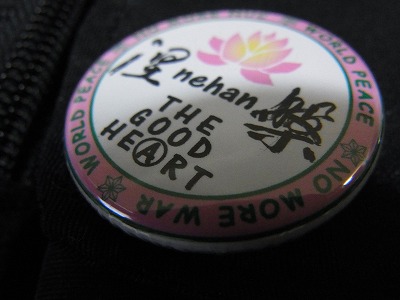 WORLD PEACE
WORLD PEACE
涅
nehan
槃
THE
GOOD
HEⒶRT
NO MORE WAR